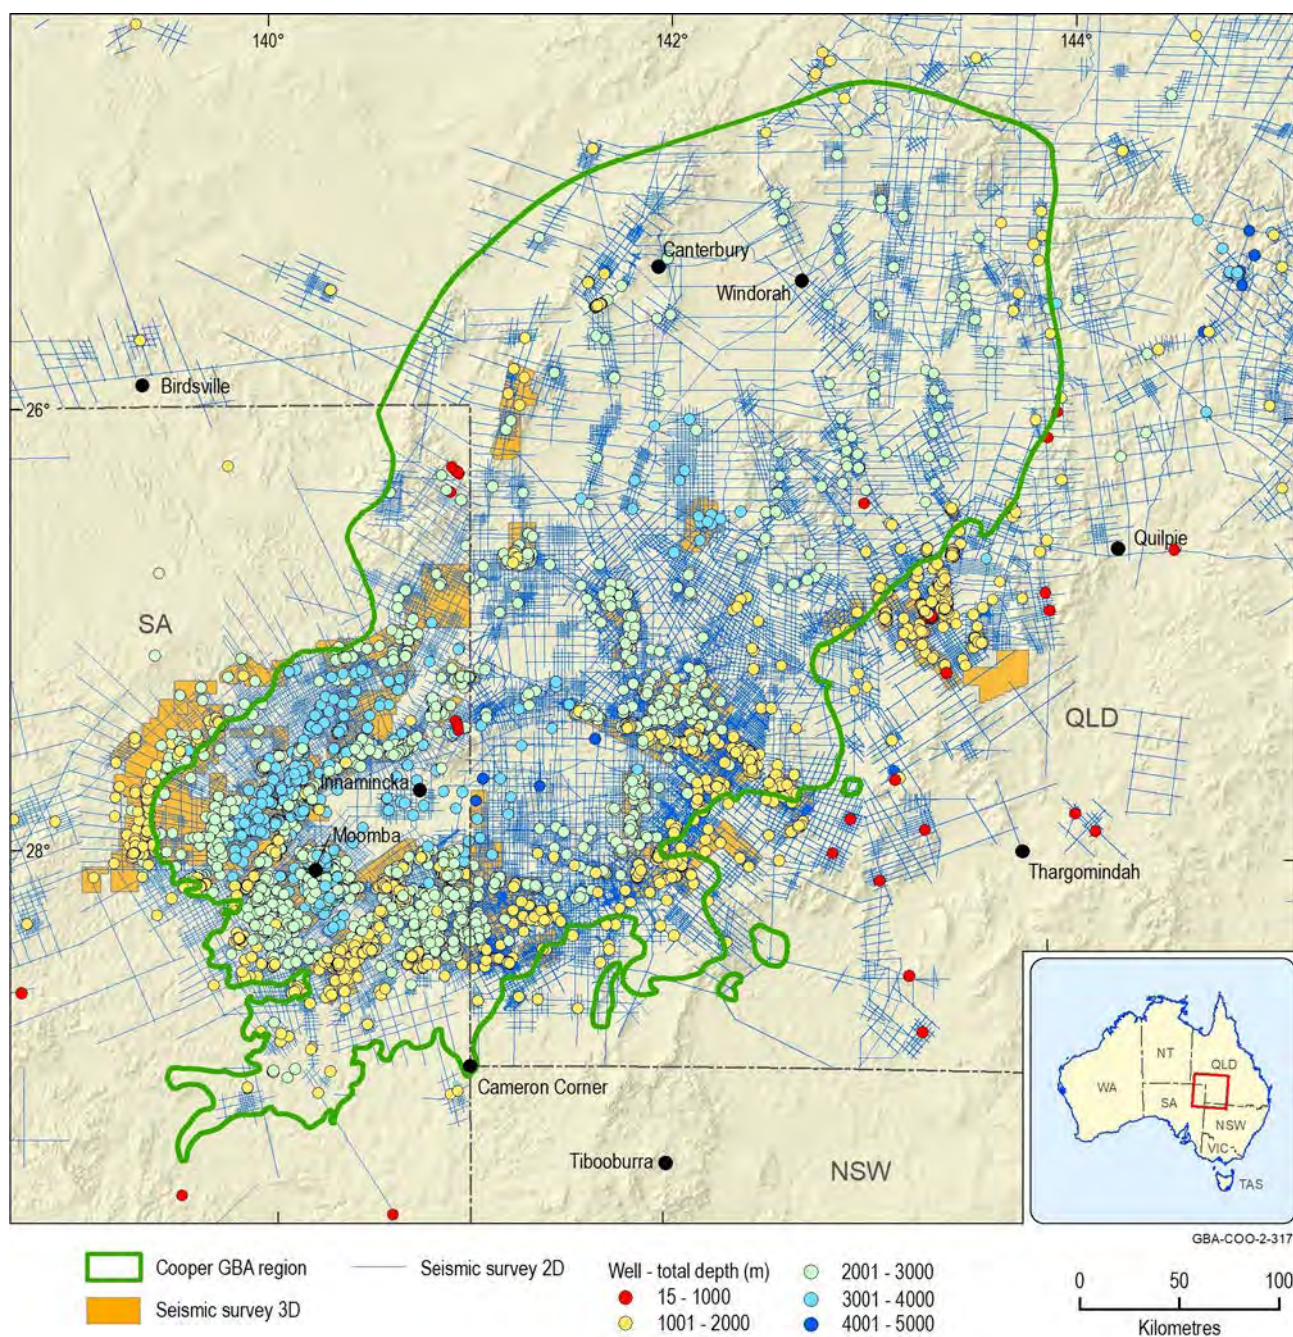 140°
142°
144°
Canterbury
Windorah
Birdsville
26°
Quilpie
SA
QLD
Innamincka
Moomba
28°
Thargomindah
Cameron Corner
Tibooburra
NSW
NT
QLD
WA
SA
NSW
VIC
TAS
GBA-COO-2-317
Cooper GBA region
Seismic survey 2D
Seismic survey 3D
Well - total depth (m)
15 - 1000
1001 - 2000
2001 - 3000
3001 - 4000
4001 - 5000
0 50 100
Kilometres